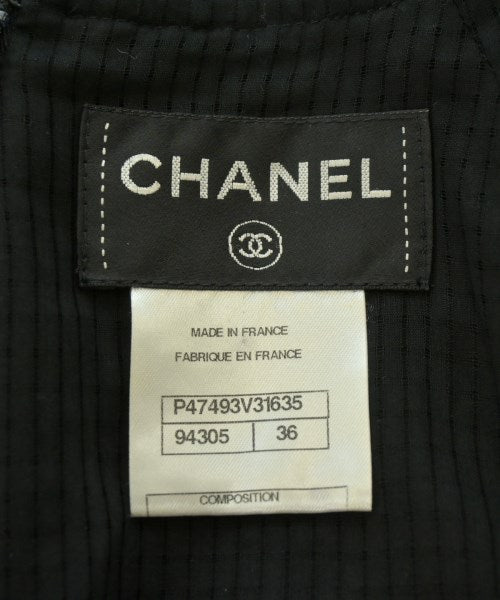 CHANEL
MADE IN FRANCE
FABRIQUE EN FRANCE
P47493V31635
94305 36
COMPOSITION